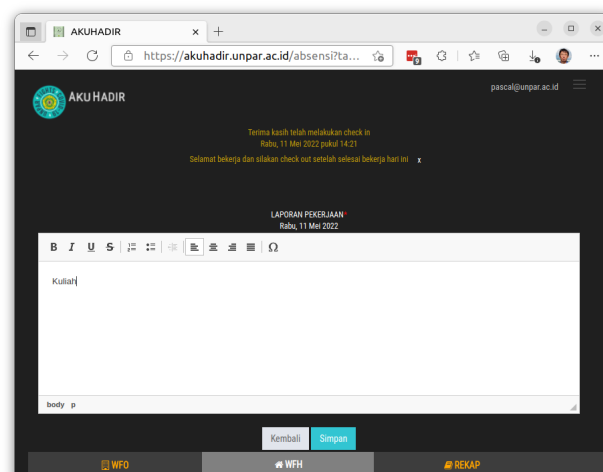 AKUHADIR
https://akuhadir.unpar.ac.id/absensi?ta...
9
AKU HADIR
pascal@unpar.ac.id
Terima kasih telah melakukan check in
Rabu, 11 Mei 2022 pukul 14:21
Selamat bekerja dan silakan check out setelah selesai bekerja hari ini x
LAPORAN PEKERJAAN*
Rabu, 11 Mei 2022
B I U S Ω
Kuliah
body p
Kembali Simpan
WFO WFH REKAP